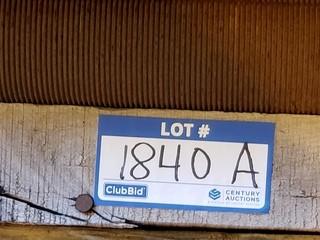 LOT #
1840 A
ClubBid
CENTURY
AUCTIONS